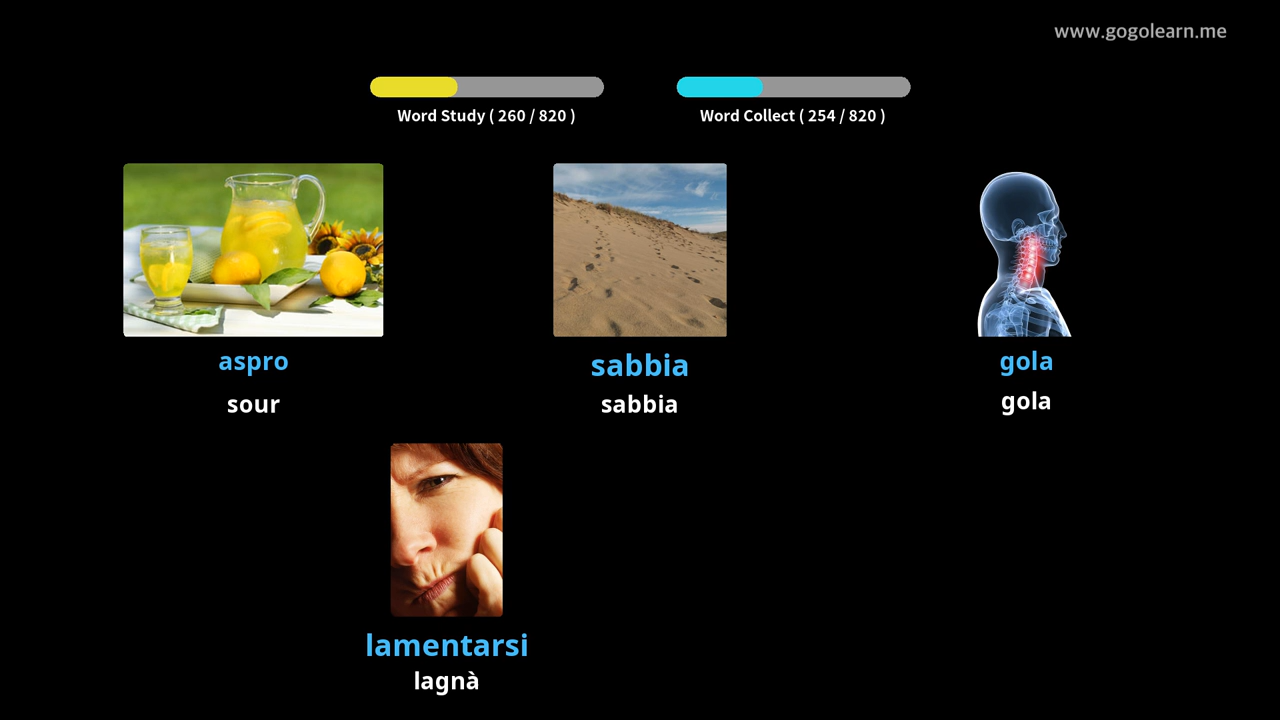 www.gogolearn.me
Word Study ( 260 / 820 )
Word Collect ( 254 / 820 )
aspro
sour
sabbia
sabbia
gola
gola
lamentarsi
lagnà